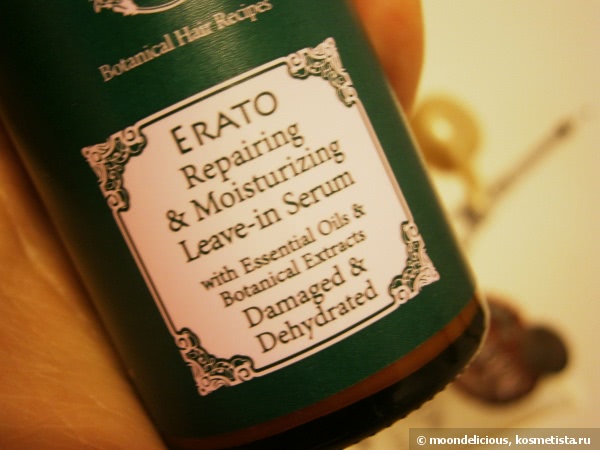 Botanical Hair Recipes
ERATO
Repairing
& Moisturizing
Leave-in Serum
with Essential Oils &
Botanical Extracts
Damaged &
Dehydrated
© moondelicious, kosmetista.ru